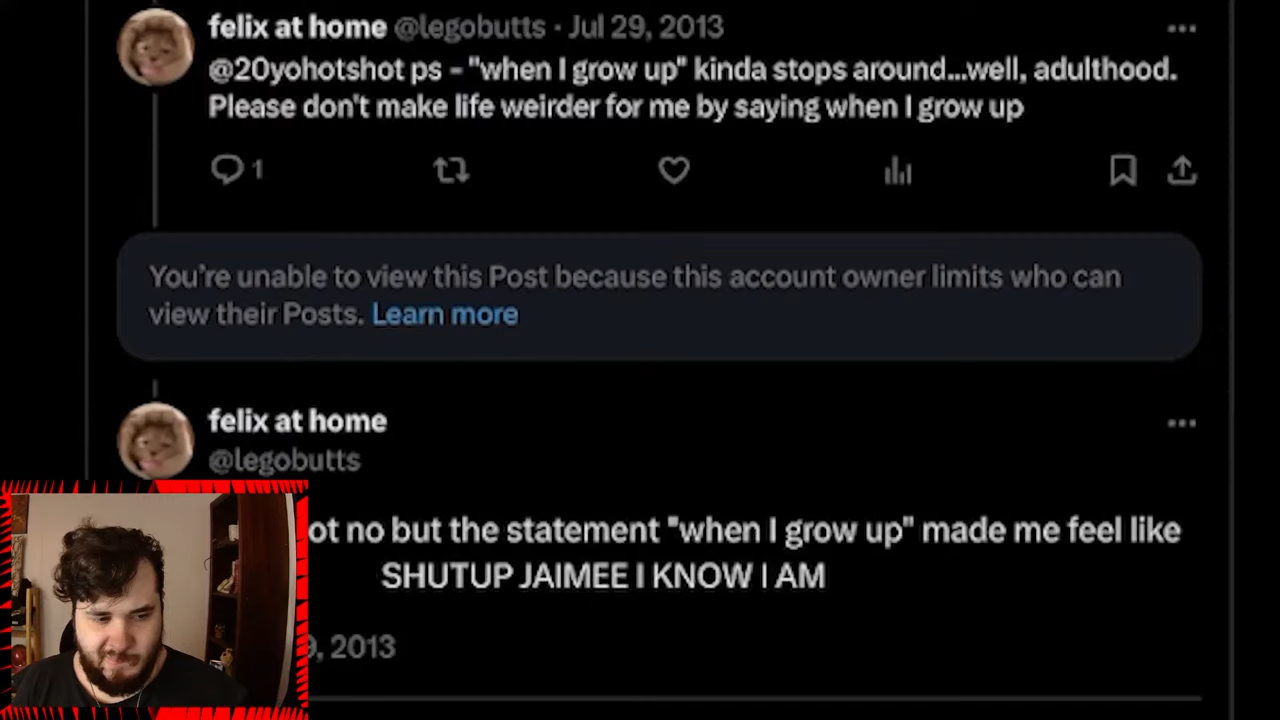 felix at home @legobutts · Jul 29, 2013
@20yohotshot ps - "when I grow up" kinda stops around...well, adulthood.
Please don't make life weirder for me by saying when I grow up
1
You're unable to view this Post because this account owner limits who can
view their Posts. Learn more
felix at home
@legobutts
ot no but the statement "when I grow up" made me feel like
SHUTUP JAIMEE I KNOW I AM
9, 2013